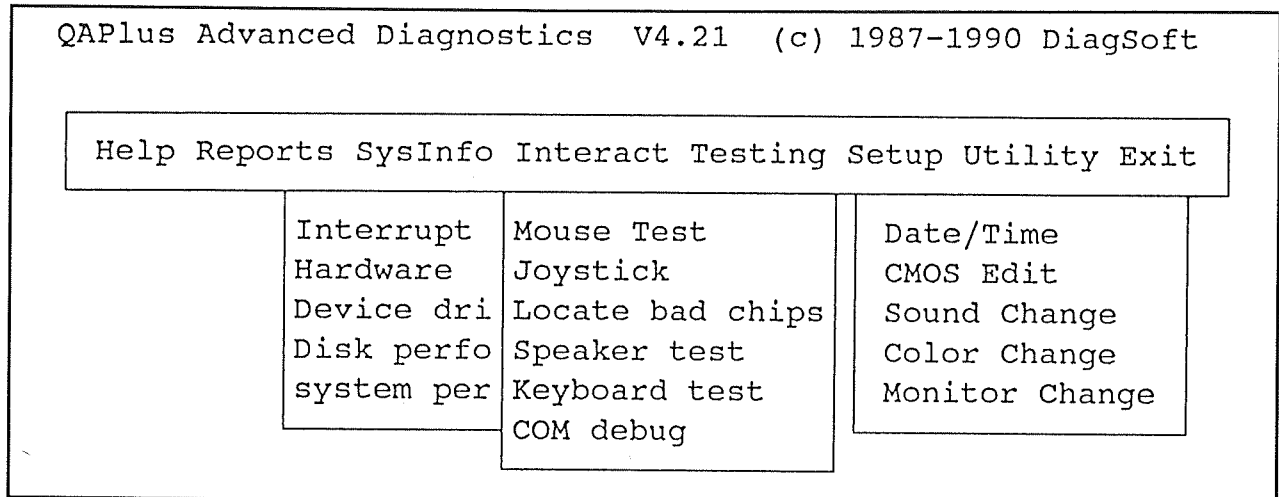 QAPlus Advanced Diagnostics V4.21 (c) 1987-1990 DiagSoft
Help Reports SysInfo Interact Testing Setup Utility Exit
Interrupt
Hardware
Device dri
Disk perfo
system per
Mouse Test
Joystick
Locate bad chips
Speaker test
Keyboard test
COM debug
Date/Time
CMOS Edit
Sound Change
Color Change
Monitor Change